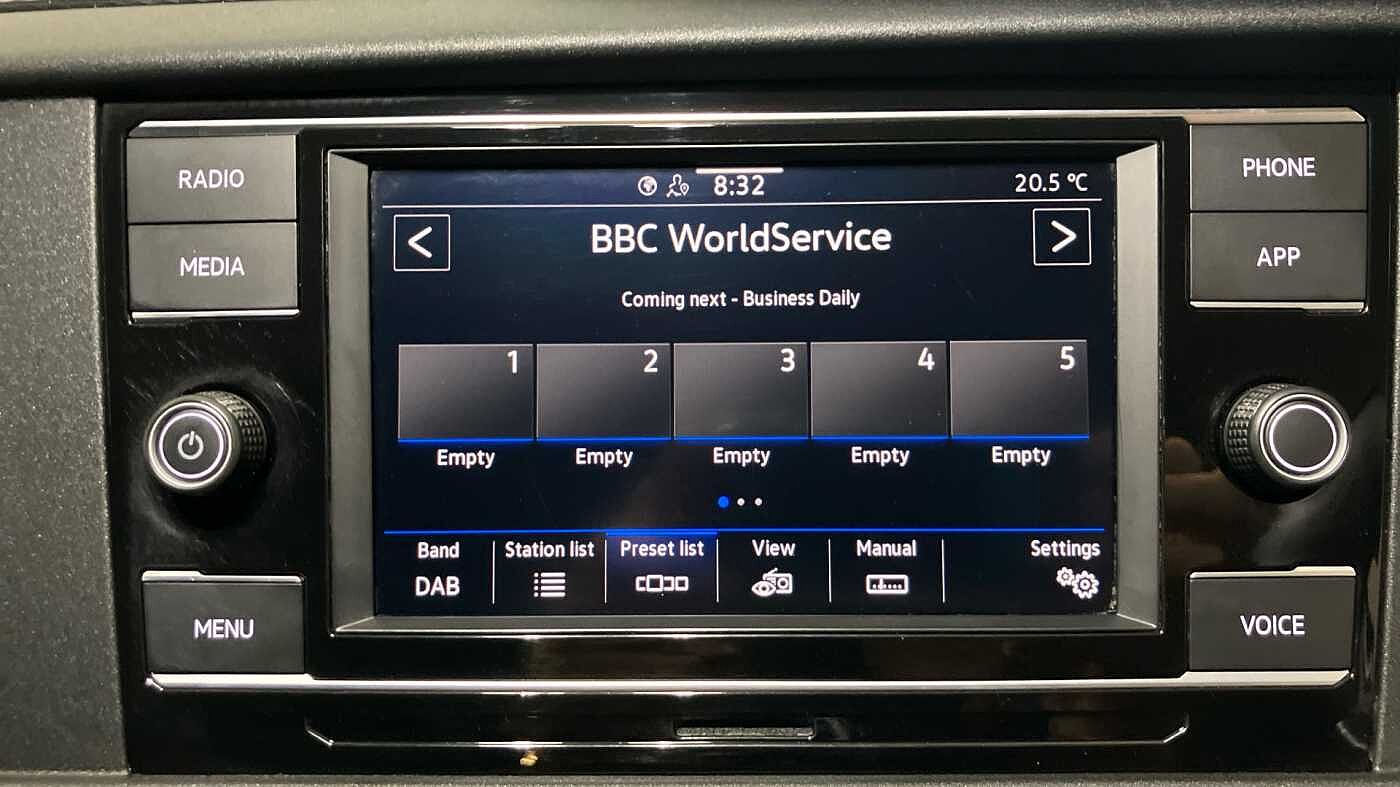 RADIO
MEDIA
MENU
8:32
20.5 °C
<
BBC WorldService
>
Coming next - Business Daily
1 2 3 4 5
Empty Empty Empty Empty Empty
Band Station list Preset list View Manual Settings
DAB
PHONE
APP
VOICE